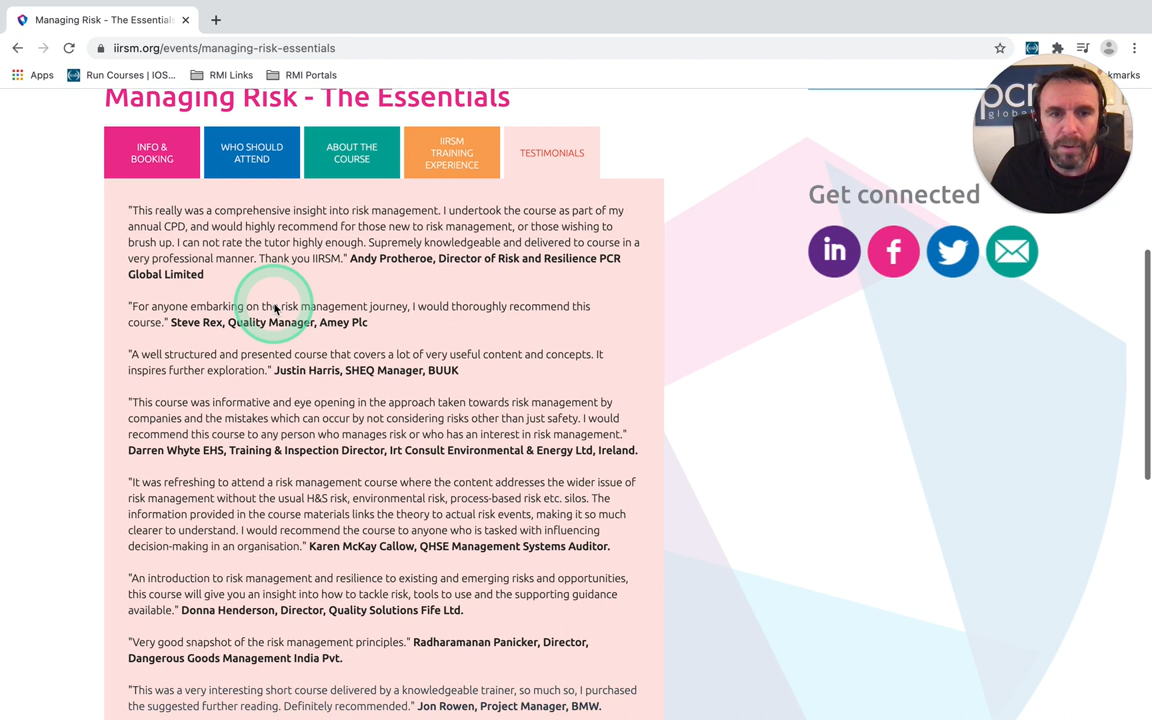 Managing Risk - The Essentials
iirsm.org/events/managing-risk-essentials
Apps
Run Courses | IOS...
RMI Links
RMI Portals
kmarks
pcr
global
Managing Risk - The Essentials
INFO &
BOOKING
WHO SHOULD
ATTEND
ABOUT THE
COURSE
IIRSM
TRAINING
EXPERIENCE
TESTIMONIALS
"This really was a comprehensive insight into risk management. I undertook the course as part of my
annual CPD, and would highly recommend for those new to risk management, or those wishing to
brush up. I can not rate the tutor highly enough. Supremely knowledgeable and delivered to course in a
very professional manner. Thank you IIRSM." Andy Protheroe, Director of Risk and Resilience PCR
Global Limited
"For anyone embarking on the risk management journey, I would thoroughly recommend this
course." Steve Rex, Quality Manager, Amey Plc
"A well structured and presented course that covers a lot of very useful content and concepts. It
inspires further exploration." Justin Harris, SHEQ Manager, BUUK
"This course was informative and eye opening in the approach taken towards risk management by
companies and the mistakes which can occur by not considering risks other than just safety. I would
recommend this course to any person who manages risk or who has an interest in risk management."
Darren Whyte EHS, Training & Inspection Director, Irt Consult Environmental & Energy Ltd, Ireland.
"It was refreshing to attend a risk management course where the content addresses the wider issue of
risk management without the usual H&S risk, environmental risk, process-based risk etc. silos. The
information provided in the course materials links the theory to actual risk events, making it so much
clearer to understand. I would recommend the course to anyone who is tasked with influencing
decision-making in an organisation." Karen McKay Callow, QHSE Management Systems Auditor.
"An introduction to risk management and resilience to existing and emerging risks and opportunities,
this course will give you an insight into how to tackle risk, tools to use and the supporting guidance
available." Donna Henderson, Director, Quality Solutions Fife Ltd.
"Very good snapshot of the risk management principles." Radharamanan Panicker, Director,
Dangerous Goods Management India Pvt.
"This was a very interesting short course delivered by a knowledgeable trainer, so much so, I purchased
the suggested further reading. Definitely recommended." Jon Rowen, Project Manager, BMW.
Get connected
in
f